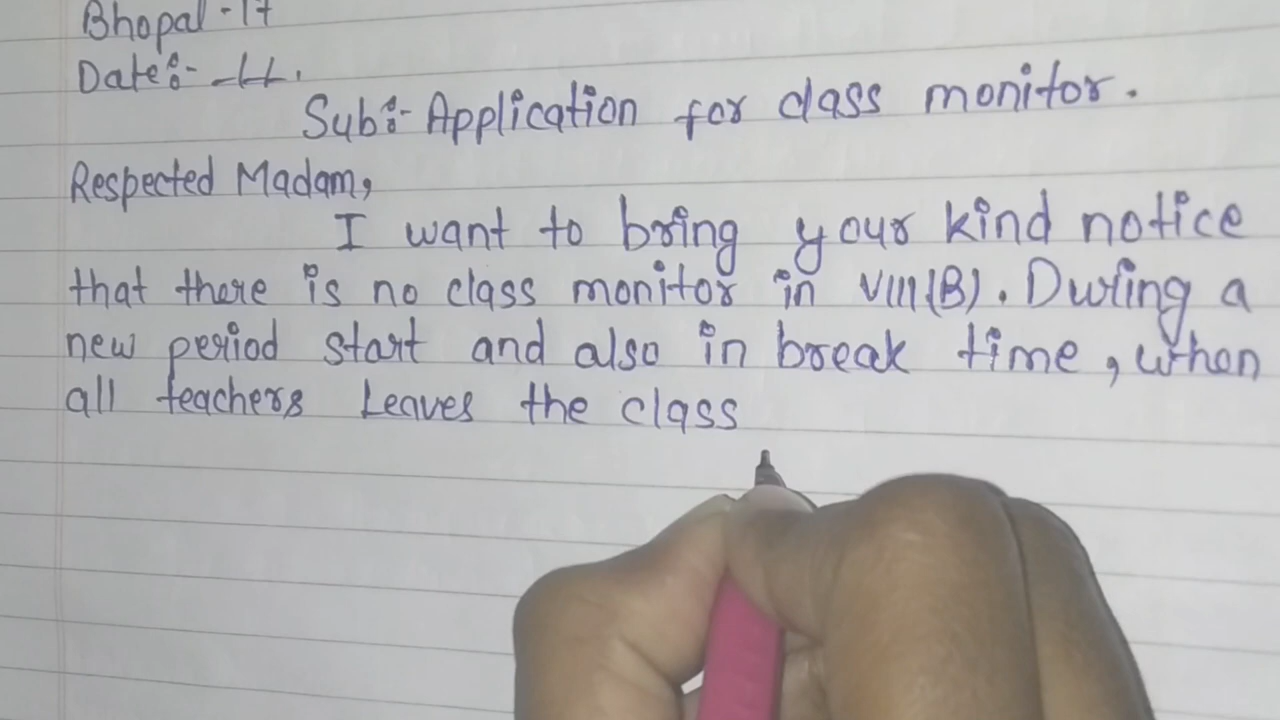 Bhopal - 17
Date:- _/_/.
Sub:- Application for class monitor.
Respected Madam,
I want to bring your kind notice
that there is no class monitor in VIII(B). During a
new period start and also in break time, when
all teachers Leaves the class